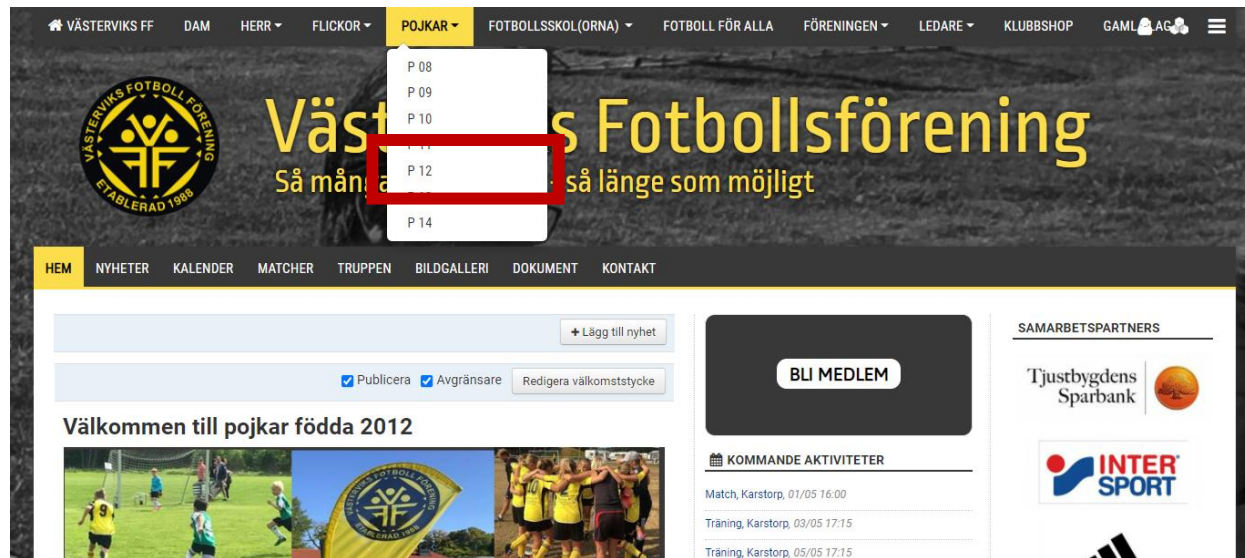 VÄSTERVIKS FF DAM HERR FLICKOR POJKAR FOTBOLLSSKOL(ORNA) FOTBOLL FÖR ALLA FÖRENINGEN LEDARE KLUBBSHOP
P 08
P 09
P 10
P 12
P 14
VÄSTERVIKS FOTBOLL FÖRENING
FF
ETABLERAD 1988
Fotbollsförening
Så så länge som möjligt
HEM NYHETER KALENDER MATCHER TRUPPEN BILDGALLERI DOKUMENT KONTAKT
+ Lägg till nyhet
Publicera Avgränsare Redigera välkomststycke
Välkommen till pojkar födda 2012
BLI MEDLEM
KOMMANDE AKTIVITETER
Match, Karstorp, 01/05 16:00
Träning, Karstorp, 03/05 17:15
Träning, Karstorp, 05/05 17:15
SAMARBETSPARTNERS
Tjustbygdens
Sparbank
INTER
SPORT